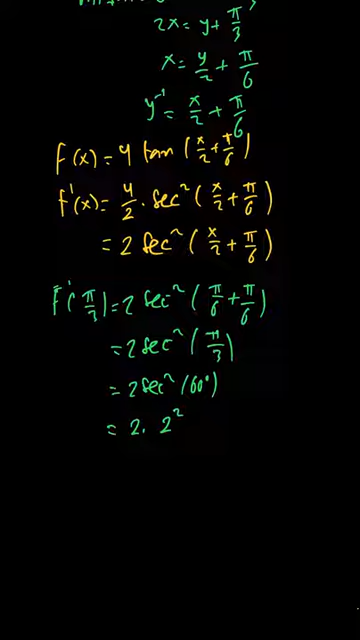 2x = y + π/3
x = y/2 + π/6
y⁻¹ = x/2 + π/6
F(x) = 4 tan (x/2 + π/6)
F'(x) = 4/2 · sec² (x/2 + π/6)
= 2 sec² (x/2 + π/6)
F'(π/3) = 2 sec² (π/6 + π/6)
= 2 sec² (π/3)
= 2 sec² (60°)
= 2 · 2²